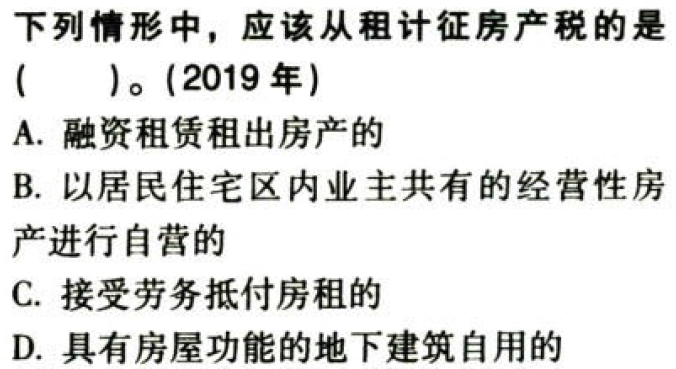 下列情形中，应该从租计征房产税的是
(　　)。(2019 年)
A. 融资租赁租出房产的
B. 以居民住宅区内业主共有的经营性房
产进行自营的
C. 接受劳务抵付房租的
D. 具有房屋功能的地下建筑自用的